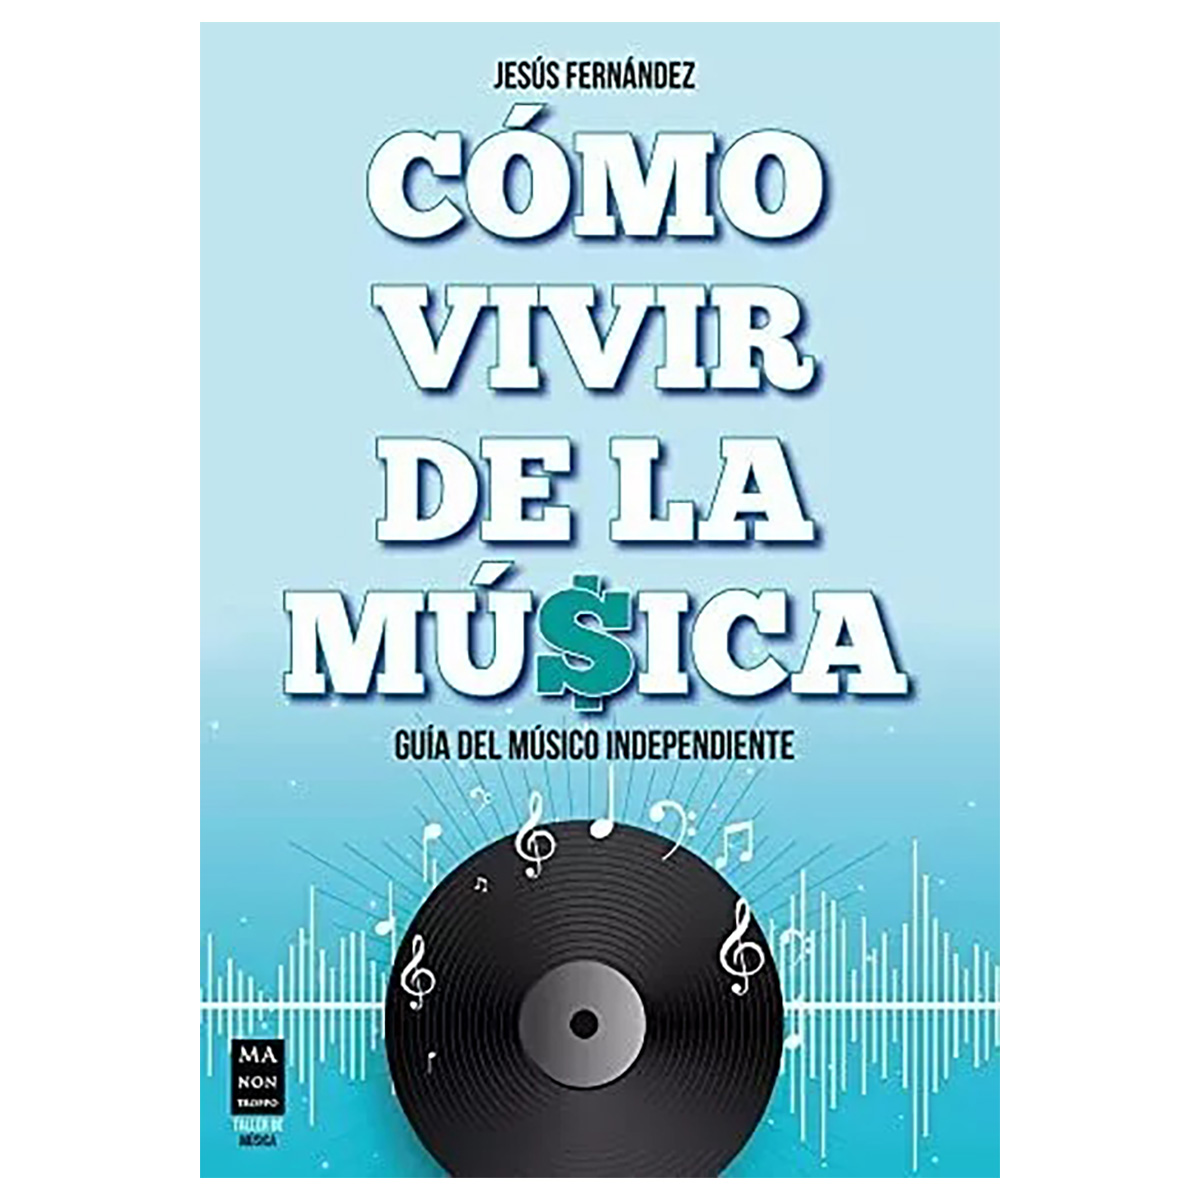 JESÚS FERNÁNDEZ
CÓMO
VIVIR
DE LA
MÚ$ICA
GUÍA DEL MÚSICO INDEPENDIENTE
MA
NON
TROPPO
TALLER DE
MÚSICA